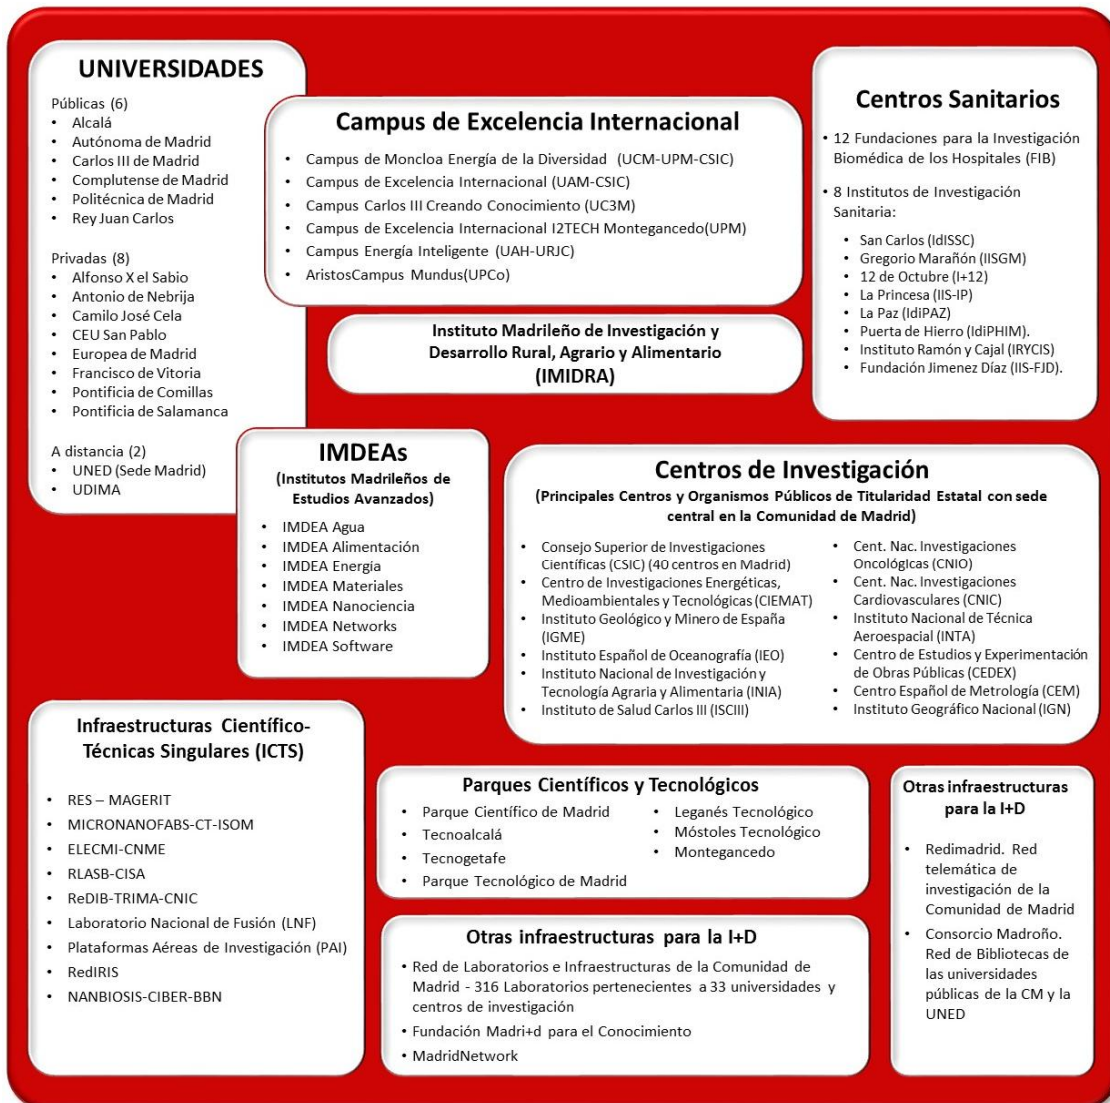 UNIVERSIDADES
Públicas (6)
• Alcalá
• Autónoma de Madrid
• Carlos III de Madrid
• Complutense de Madrid
• Politécnica de Madrid
• Rey Juan Carlos
Privadas (8)
• Alfonso X el Sabio
• Antonio de Nebrija
• Camilo José Cela
• CEU San Pablo
• Europea de Madrid
• Francisco de Vitoria
• Pontificia de Comillas
• Pontificia de Salamanca
A distancia (2)
• UNED (Sede Madrid)
• UDIMA
Campus de Excelencia Internacional
• Campus de Moncloa Energía de la Diversidad (UCM-UPM-CSIC)
• Campus de Excelencia Internacional (UAM-CSIC)
• Campus Carlos III Creando Conocimiento (UC3M)
• Campus de Excelencia Internacional I2TECH Montegancedo(UPM)
• Campus Energía Inteligente (UAH-URJC)
• AristosCampus Mundus(UPCo)
Centros Sanitarios
• 12 Fundaciones para la Investigación
Biomédica de los Hospitales (FIB)
• 8 Institutos de Investigación
Sanitaria:
• San Carlos (IdISSC)
• Gregorio Marañón (IISGM)
• 12 de Octubre (I+12)
• La Princesa (IIS-IP)
• La Paz (IdiPAZ)
• Puerta de Hierro (IdiPHIM).
• Instituto Ramón y Cajal (IRYCIS)
• Fundación Jimenez Díaz (IIS-FJD).
Instituto Madrileño de Investigación y
Desarrollo Rural, Agrario y Alimentario
(IMIDRA)
IMDEAs
(Institutos Madrileños de
Estudios Avanzados)
• IMDEA Agua
• IMDEA Alimentación
• IMDEA Energía
• IMDEA Materiales
• IMDEA Nanociencia
• IMDEA Networks
• IMDEA Software
Centros de Investigación
(Principales Centros y Organismos Públicos de Titularidad Estatal con sede
central en la Comunidad de Madrid)
• Consejo Superior de Investigaciones
Científicas (CSIC) (40 centros en Madrid)
• Centro de Investigaciones Energéticas,
Medioambientales y Tecnológicas (CIEMAT)
• Instituto Geológico y Minero de España
(IGME)
• Instituto Español de Oceanografía (IEO)
• Instituto Nacional de Investigación y
Tecnología Agraria y Alimentaria (INIA)
• Instituto de Salud Carlos III (ISCIII)
• Cent. Nac. Investigaciones
Oncológicas (CNIO)
• Cent. Nac. Investigaciones
Cardiovasculares (CNIC)
• Instituto Nacional de Técnica
Aeroespacial (INTA)
• Centro de Estudios y Experimentación
de Obras Públicas (CEDEX)
• Centro Español de Metrología (CEM)
• Instituto Geográfico Nacional (IGN)
Infraestructuras Científico-
Técnicas Singulares (ICTS)
• RES – MAGERIT
• MICRONANOFABS-CT-ISOM
• ELECMI-CNME
• RLASB-CISA
• ReDIB-TRIMA-CNIC
• Laboratorio Nacional de Fusión (LNF)
• Plataformas Aéreas de Investigación (PAI)
• RedIRIS
• NANBIOSIS-CIBER-BBN
Parques Científicos y Tecnológicos
• Parque Científico de Madrid
• Tecnoalcalá
• Tecnogetafe
• Parque Tecnológico de Madrid
• Leganés Tecnológico
• Móstoles Tecnológico
• Montegancedo
Otras infraestructuras para la I+D
• Red de Laboratorios e Infraestructuras de la Comunidad de
Madrid - 316 Laboratorios pertenecientes a 33 universidades y
centros de investigación
• Fundación Madri+d para el Conocimiento
• MadridNetwork
Otras infraestructuras
para la I+D
• Redimadrid. Red
telemática de
investigación de la
Comunidad de Madrid
• Consorcio Madroño.
Red de Bibliotecas de
las universidades
públicas de la CM y la
UNED